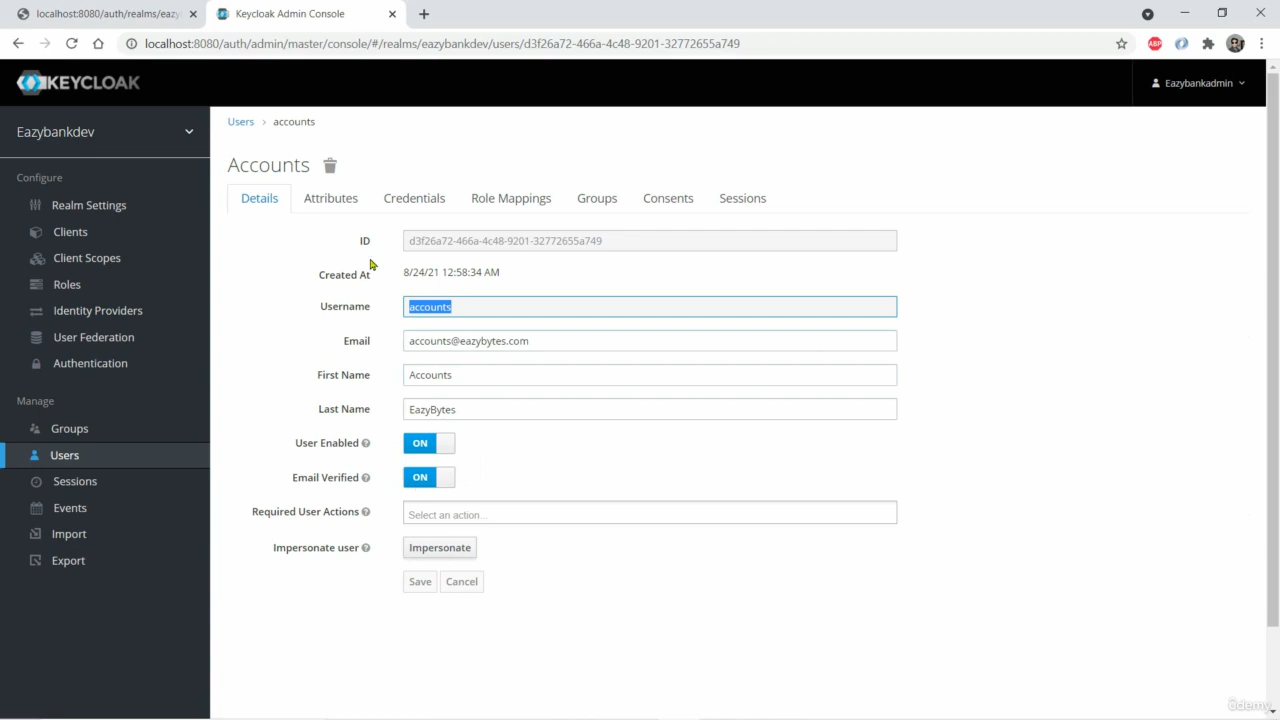 localhost:8080/auth/realms/eazy
Keycloak Admin Console
localhost:8080/auth/admin/master/console/#/realms/eazybankdev/users/d3f26a72-466a-4c48-9201-32772655a749
ABP
KEYCLOAK
Eazybankadmin
Eazybankdev
Configure
Realm Settings
Clients
Client Scopes
Roles
Identity Providers
User Federation
Authentication
Manage
Groups
Users
Sessions
Events
Import
Export
Users > accounts
Accounts
Details Attributes Credentials Role Mappings Groups Consents Sessions
ID d3f26a72-466a-4c48-9201-32772655a749
Created At 8/24/21 12:58:34 AM
Username accounts
Email accounts@eazybytes.com
First Name Accounts
Last Name EazyBytes
User Enabled ON
Email Verified ON
Required User Actions Select an action...
Impersonate user Impersonate
Save Cancel
ûdemy